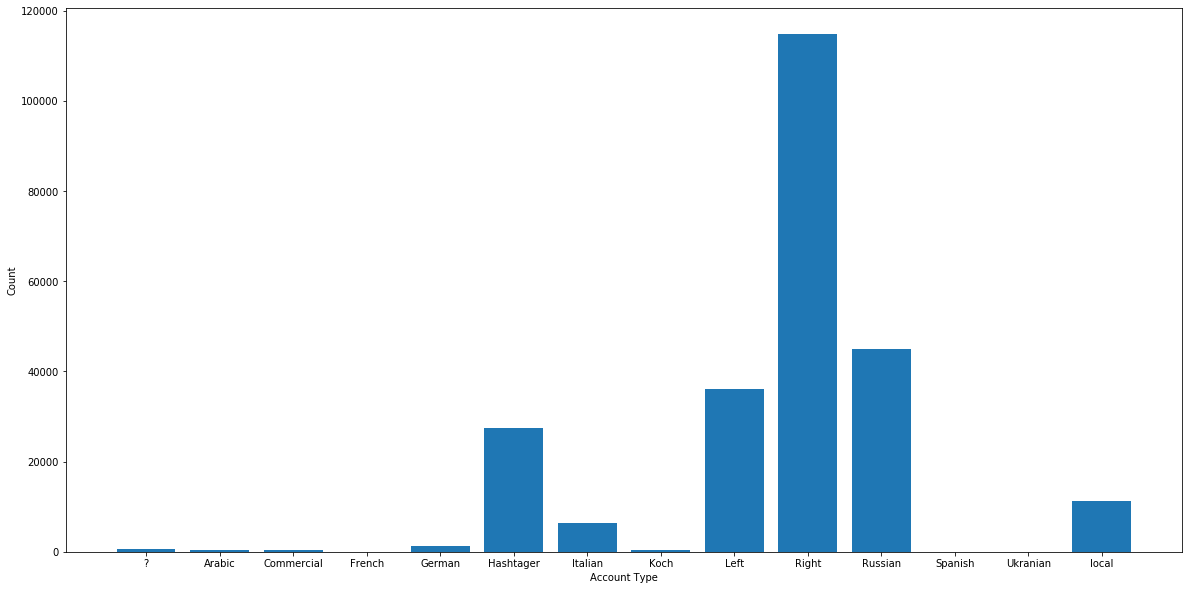 120000
100000
80000
60000
40000
20000
0
Count
? Arabic Commercial French German Hashtager Italian Koch Left Right Russian Spanish Ukranian local
Account Type